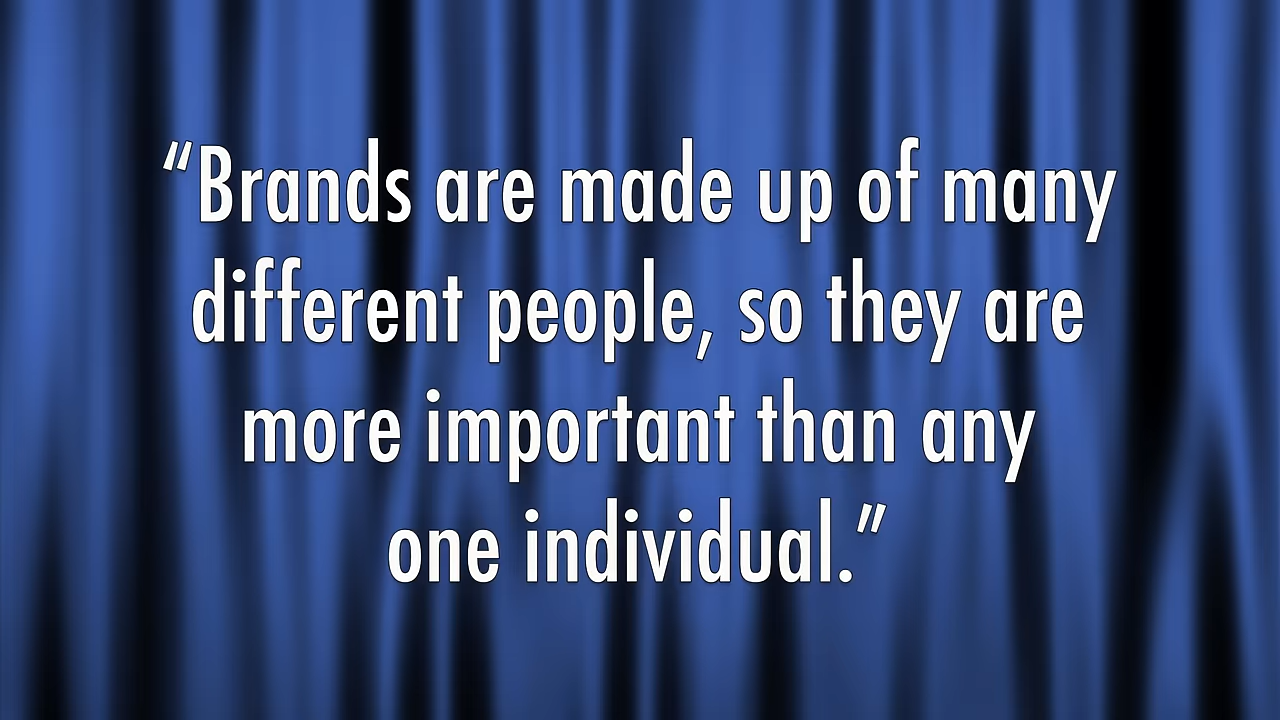 “Brands are made up of many
different people, so they are
more important than any
one individual.”